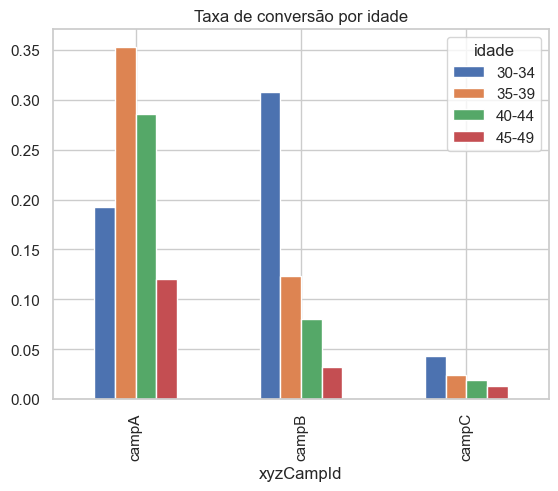 Taxa de conversão por idade
idade
30-34
35-39
40-44
45-49
0.35
0.30
0.25
0.20
0.15
0.10
0.05
0.00
campA
campB
campC
xyzCampId